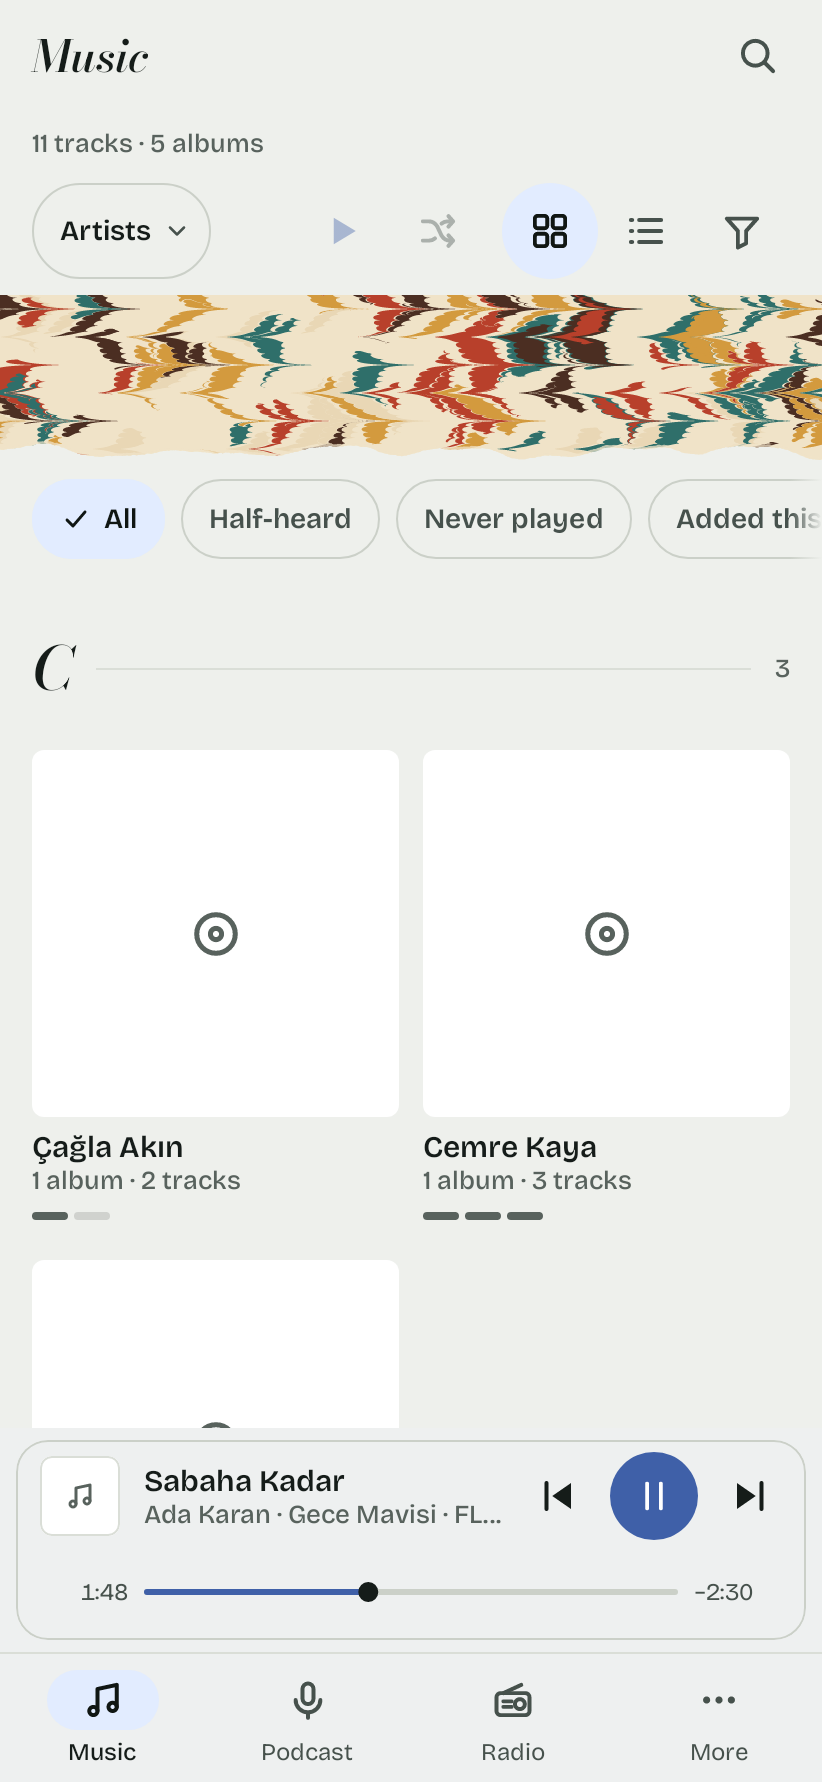 Music
11 tracks · 5 albums
Artists
All
Half-heard
Never played
Added this
C
3
Çağla Akın
1 album · 2 tracks
Cemre Kaya
1 album · 3 tracks
Sabaha Kadar
Ada Karan · Gece Mavisi · FL...
1:48
-2:30
Music
Podcast
Radio
More